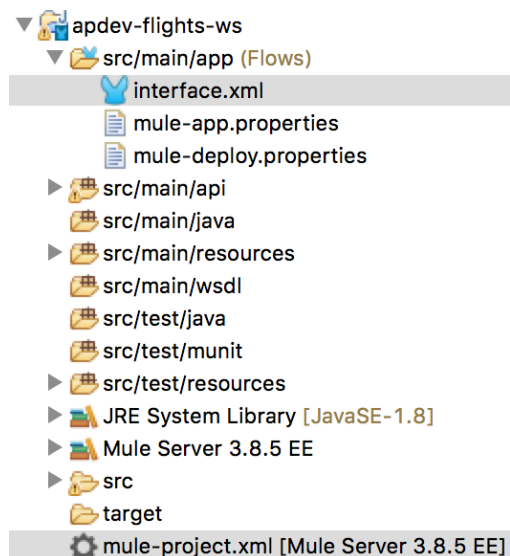 apdev-flights-ws
src/main/app (Flows)
interface.xml
mule-app.properties
mule-deploy.properties
src/main/api
src/main/java
src/main/resources
src/main/wsdl
src/test/java
src/test/munit
src/test/resources
JRE System Library [JavaSE-1.8]
Mule Server 3.8.5 EE
src
target
mule-project.xml [Mule Server 3.8.5 EE]